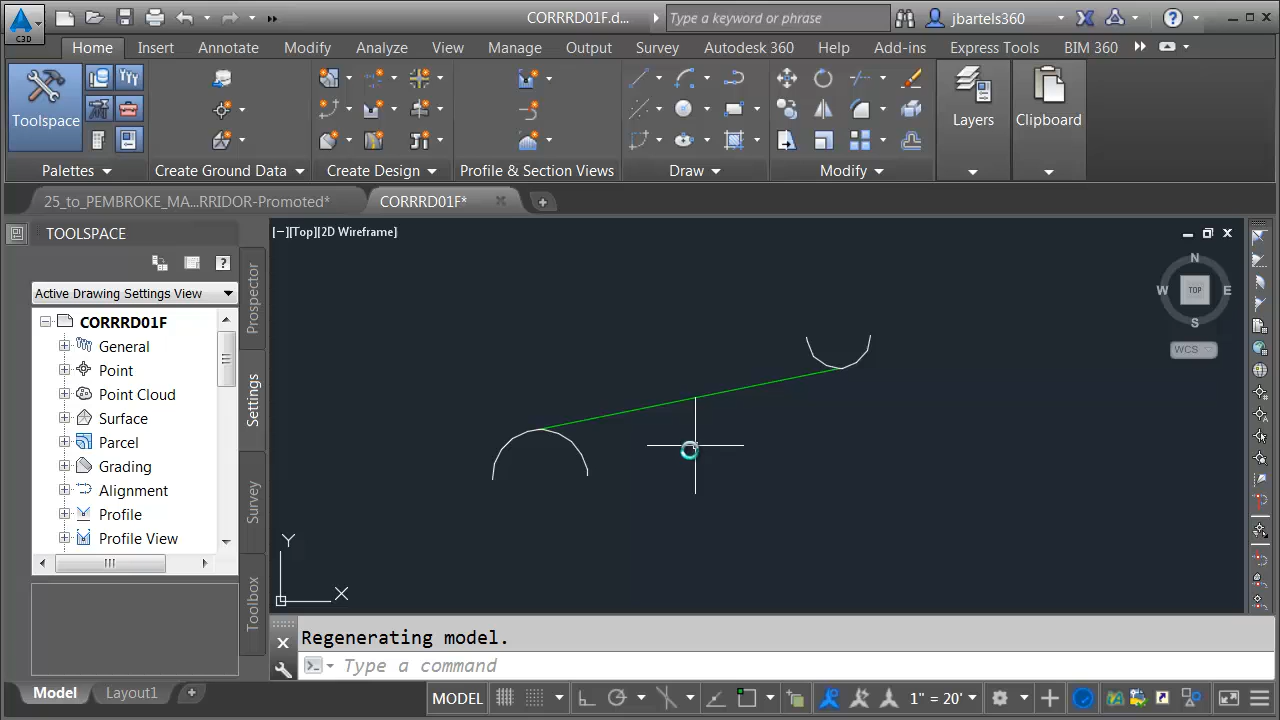 C3D
CORRRD01F.d...
Type a keyword or phrase
jbartels360
Home Insert Annotate Modify Analyze View Manage Output Survey Autodesk 360 Help Add-ins Express Tools BIM 360
Toolspace
Layers
Clipboard
Palettes
Create Ground Data
Create Design
Profile & Section Views
Draw
Modify
25_to_PEMBROKE_MA...RRIDOR-Promoted*
CORRRD01F*
TOOLSPACE
[−][Top][2D Wireframe]
Active Drawing Settings View
CORRRD01F
General
Point
Point Cloud
Surface
Parcel
Grading
Alignment
Profile
Profile View
Prospector
Settings
Survey
Toolbox
N
W
TOP
E
S
WCS
Y
X
Regenerating model.
Type a command
Model
Layout1
MODEL
1" = 20'